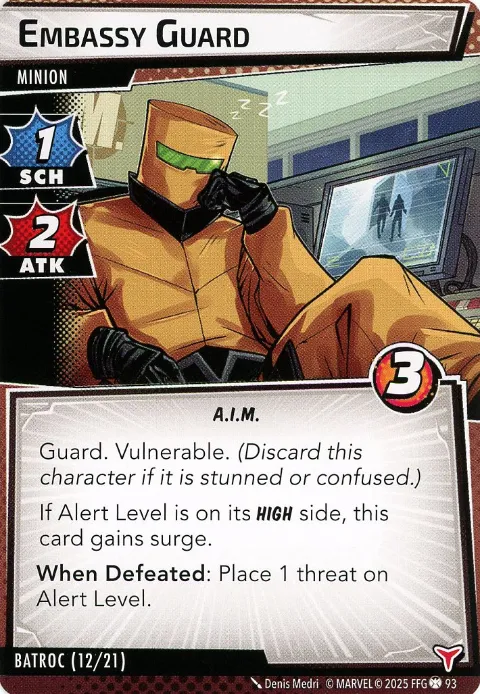 EMBASSY GUARD
MINION
1
SCH
2
ATK
z z z
3
A.I.M.
Guard. Vulnerable. (Discard this
character if it is stunned or confused.)
If Alert Level is on its HIGH side, this
card gains surge.
When Defeated: Place 1 threat on
Alert Level.
BATROC (12/21)
Denis Medri © MARVEL © 2025 FFG 93